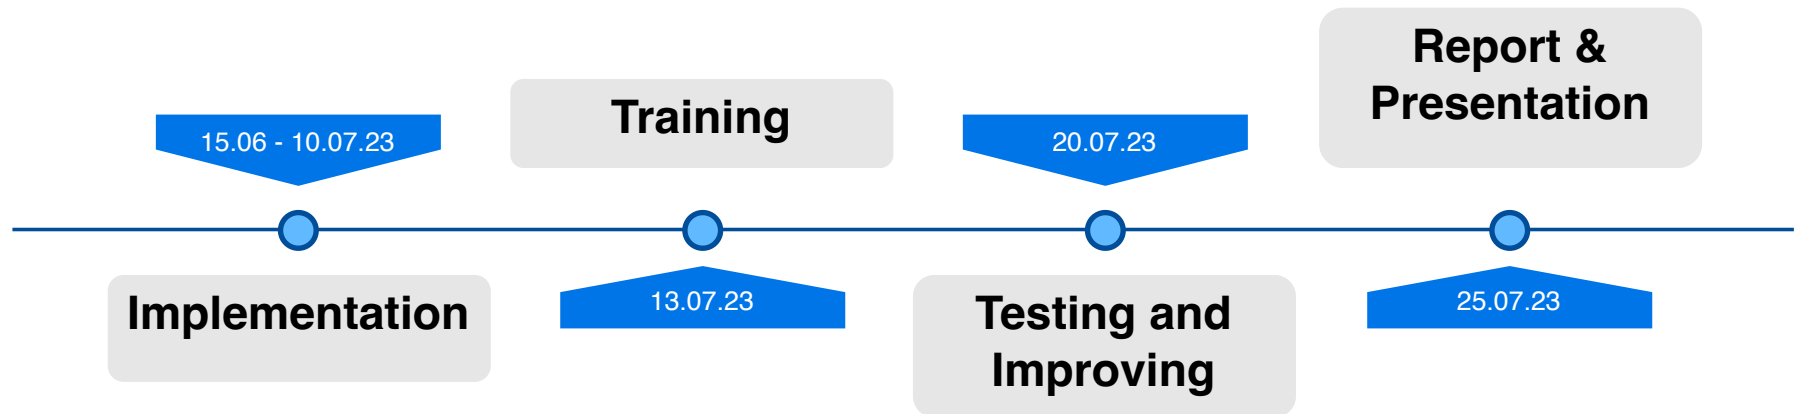 15.06 - 10.07.23
Implementation
Training
13.07.23
20.07.23
Testing and
Improving
Report &
Presentation
25.07.23